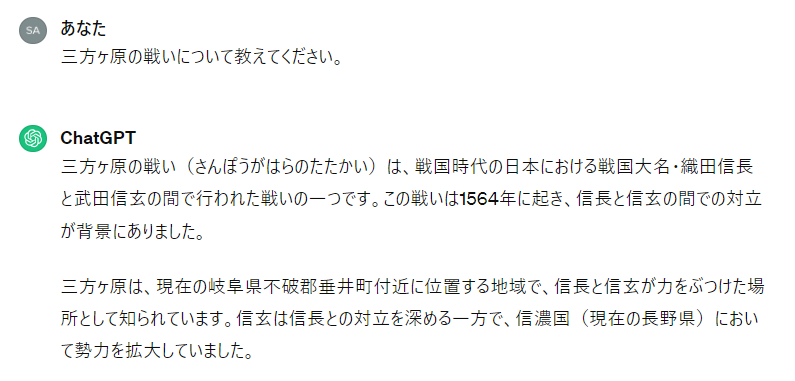 SA
あなた
三方ヶ原の戦いについて教えてください。
ChatGPT
三方ヶ原の戦い（さんぽうがはらのたたかい）は、戦国時代の日本における戦国大名・織田信長
と武田信玄の間で行われた戦いの一つです。この戦いは1564年に起き、信長と信玄の間での対立
が背景にありました。
三方ヶ原は、現在の岐阜県不破郡垂井町付近に位置する地域で、信長と信玄が力をぶつけた場
所として知られています。信玄は信長との対立を深める一方で、信濃国（現在の長野県）におい
て勢力を拡大していました。